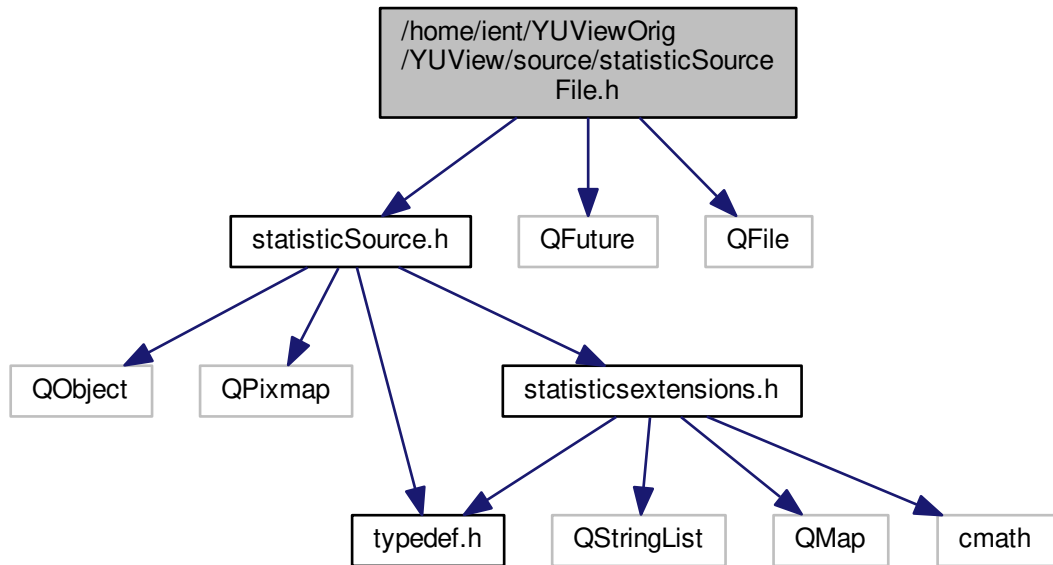 /home/ient/YUViewOrig
/YUView/source/statisticSource
File.h
statisticSource.h
QFuture
QFile
QObject
QPixmap
statisticsextensions.h
typedef.h
QStringList
QMap
cmath